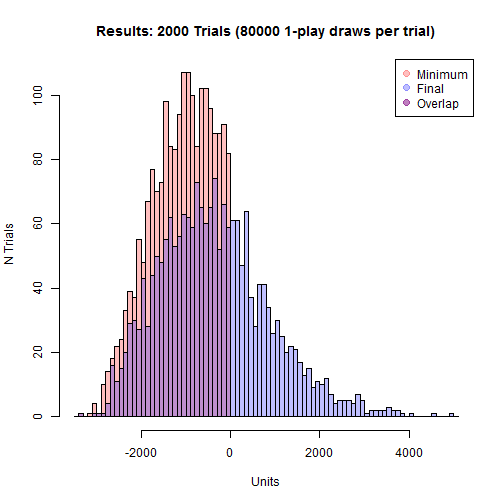 Results: 2000 Trials (80000 1-play draws per trial)
Minimum
Final
Overlap
N Trials
100
80
60
40
20
0
-2000
0
2000
4000
Units